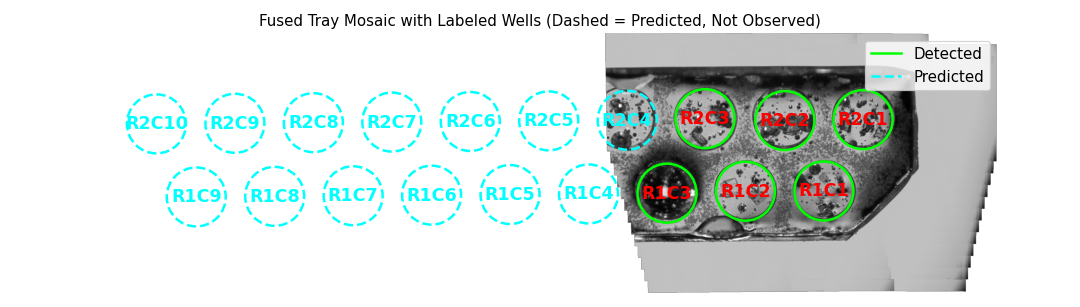 Fused Tray Mosaic with Labeled Wells (Dashed = Predicted, Not Observed)
Detected
Predicted
R2C10 R2C9 R2C8 R2C7 R2C6 R2C5 R2C4 R2C3 R2C2 R2C1
R1C9 R1C8 R1C7 R1C6 R1C5 R1C4 R1C3 R1C2 R1C1